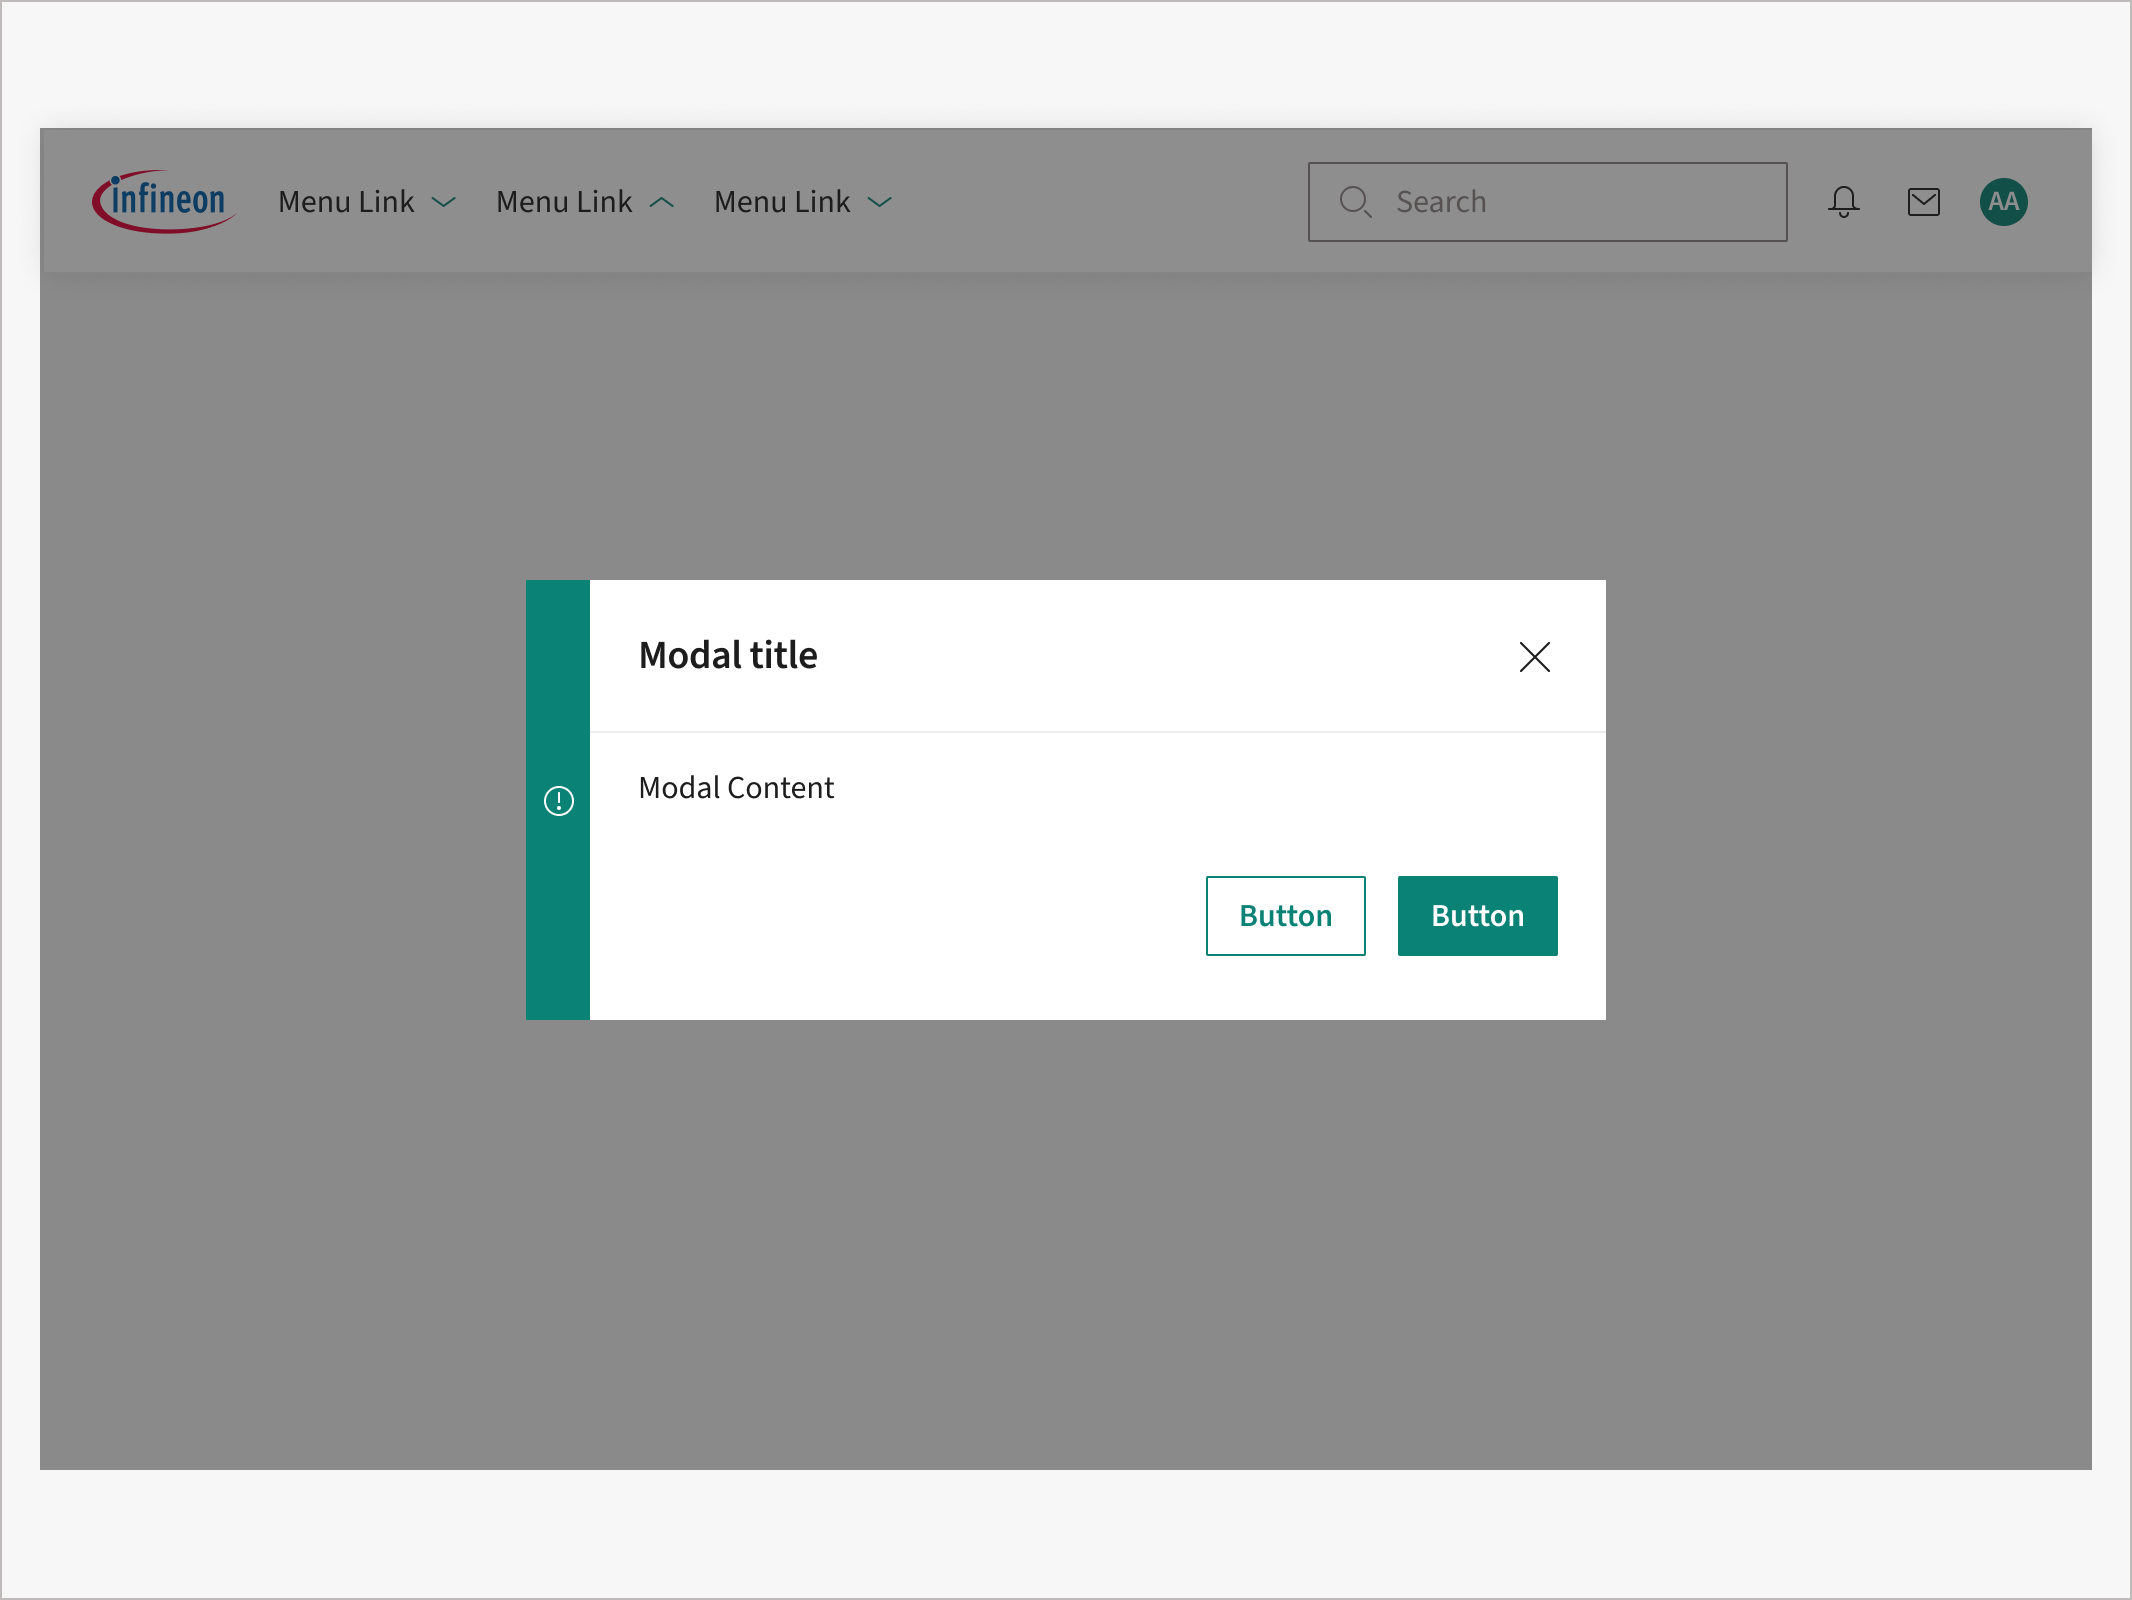 infineon
Menu Link Menu Link Menu Link Search AA
Modal title
Modal Content
Button Button